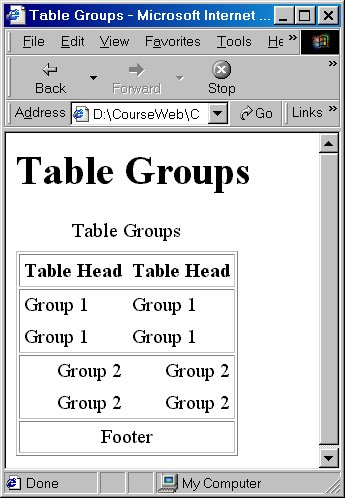 Table Groups - Microsoft Internet ...
File Edit View Favorites Tools He »
Back Forward Stop »
Address D:\CourseWeb\C Go Links »
Table Groups
Table Groups
Table Head Table Head
Group 1 Group 1
Group 1 Group 1
Group 2 Group 2
Group 2 Group 2
Footer
Done My Computer